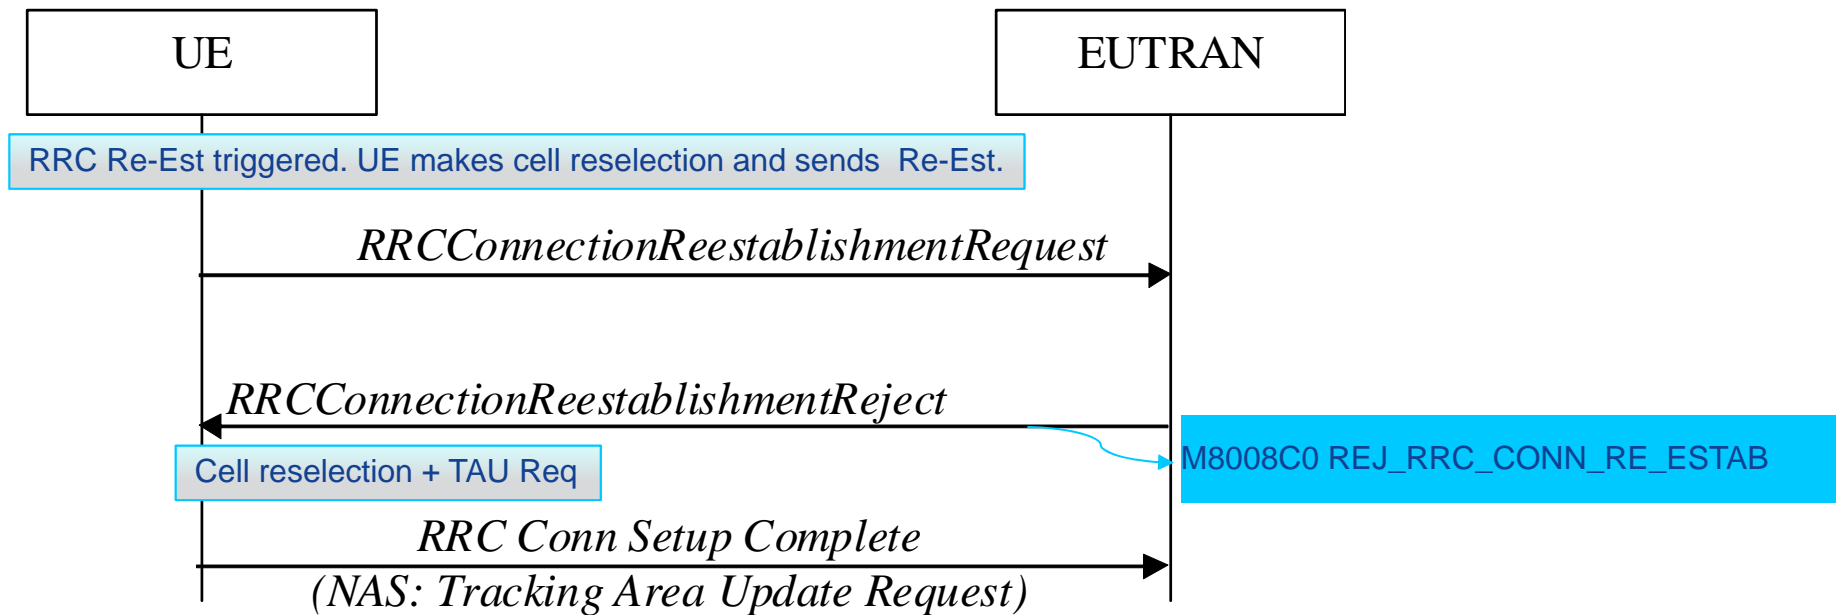 UE
EUTRAN
RRC Re-Est triggered. UE makes cell reselection and sends Re-Est.
RRCConnectionReestablishmentRequest
RRCConnectionReestablishmentReject
M8008C0 REJ_RRC_CONN_RE_ESTAB
Cell reselection + TAU Req
RRC Conn Setup Complete
(NAS: Tracking Area Update Request)